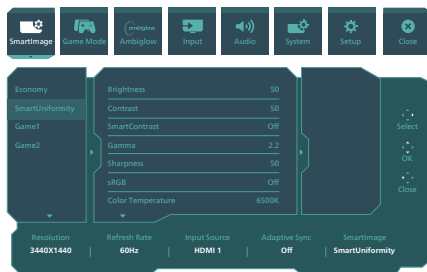 SmartImage
Game Mode
ambiglow
Ambiglow
Input
Audio
System
Setup
Close
Economy
SmartUniformity
Game1
Game2
Brightness 50
Contrast 50
SmartContrast Off
Gamma 2.2
Sharpness 50
sRGB Off
Color Temperature 6500K
Select
OK
Close
Resolution Refresh Rate Input Source Adaptive Sync SmartImage
3440X1440 60Hz HDMI 1 Off SmartUniformity